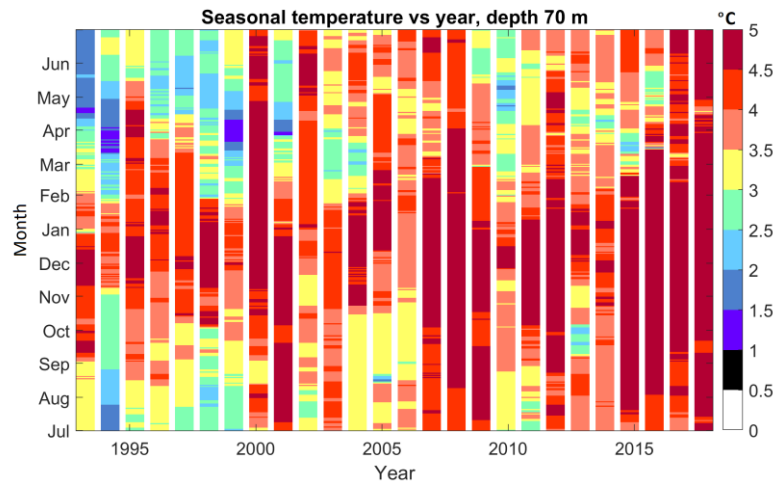 Seasonal temperature vs year, depth 70 m
°C
Jun
May
Apr
Mar
Feb
Jan
Dec
Nov
Oct
Sep
Aug
Jul
Month
1995
2000
2005
2010
2015
Year
5
4.5
4
3.5
3
2.5
2
1.5
1
0.5
0